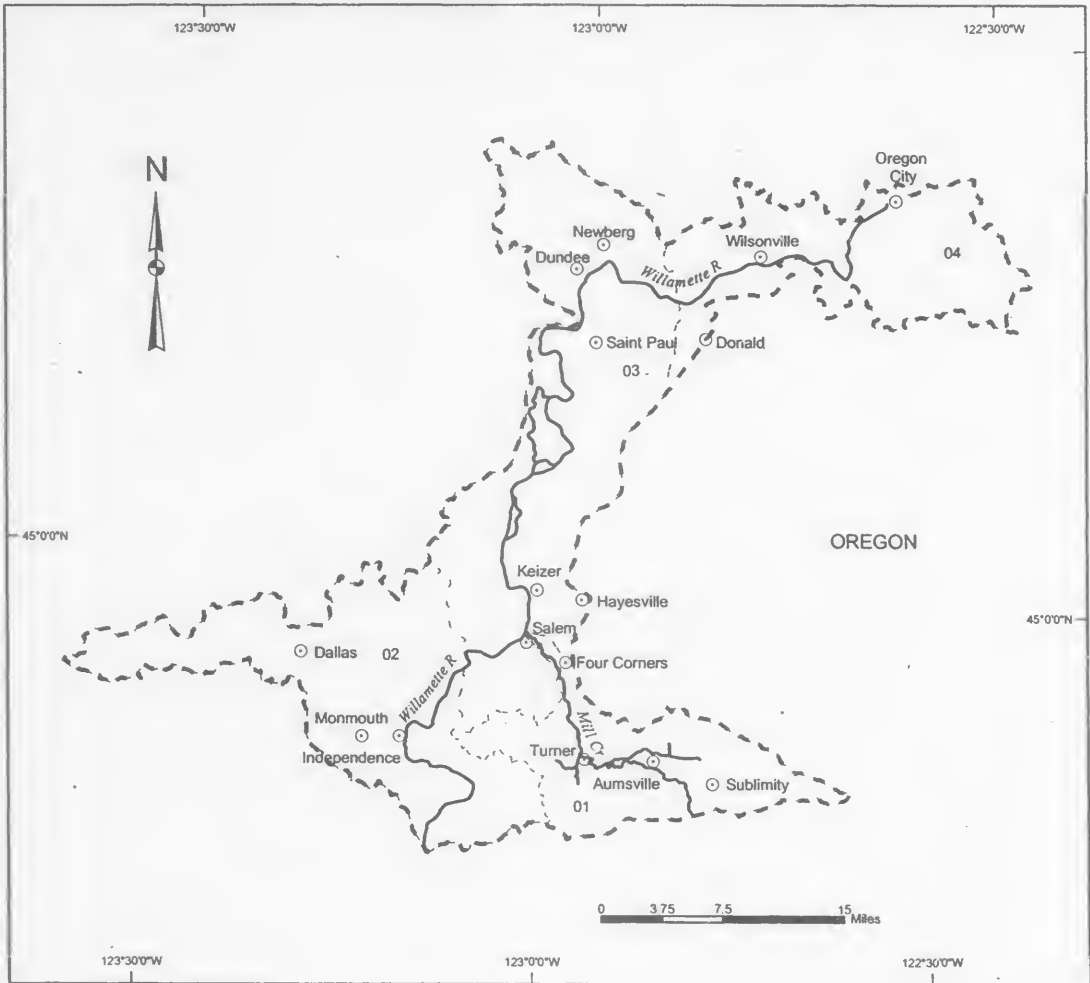 123°30'0"W
123°0'0"W
122°30'0"W
N
Oregon
City
Newberg
Wilsonville
Dundee
Willamette R
04
Saint Paul
Donald
03
45°0'0"N
OREGON
Keizer
Hayesville
Salem
45°0'0"N
Dallas
02
Four Corners
Willamette R
Monmouth
Mill Cr
Independence
Turner
Aumsville
Sublimity
01
0 3.75 7.5 15
Miles
123°30'0"W
123°0'0"W
122°30'0"W